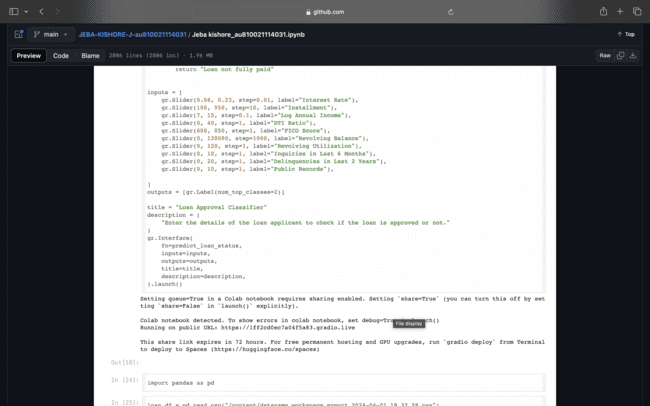 github.com
main
JEBA-KISHORE-J-au810021114031 / Jeba kishore_au810021114031.ipynb
Top
Preview Code Blame 2806 lines (2806 loc) · 1.96 MB Raw
return "Loan not fully paid"
inputs = [
gr.Slider(0.06, 0.23, step=0.01, label="Interest Rate"),
gr.Slider(100, 950, step=10, label="Installment"),
gr.Slider(7, 15, step=0.1, label="Log Annual Income"),
gr.Slider(0, 40, step=1, label="DTI Ratio"),
gr.Slider(600, 850, step=1, label="FICO Score"),
gr.Slider(0, 120000, step=1000, label="Revolving Balance"),
gr.Slider(0, 120, step=1, label="Revolving Utilization"),
gr.Slider(0, 10, step=1, label="Inquiries in Last 6 Months"),
gr.Slider(0, 20, step=1, label="Delinquencies in Last 2 Years"),
gr.Slider(0, 10, step=1, label="Public Records"),
]
outputs = [gr.Label(num_top_classes=2)]
title = "Loan Approval Classifier"
description = (
"Enter the details of the loan applicant to check if the loan is approved or not."
)
gr.Interface(
fn=predict_loan_status,
inputs=inputs,
outputs=outputs,
title=title,
description=description,
).launch()
Setting queue=True in a Colab notebook requires sharing enabled. Setting `share=True` (you can turn this off by set
ting `share=False` in `launch()` explicitly).
Colab notebook detected. To show errors in colab notebook, set debug=True in launch()
File display
Running on public URL: https://1ff2cd0ec7a04f5a83.gradio.live
This share link expires in 72 hours. For free permanent hosting and GPU upgrades, run `gradio deploy` from Terminal
to deploy to Spaces (https://huggingface.co/spaces)
Out[18]:
In [24]: import pandas as pd
In [25]: